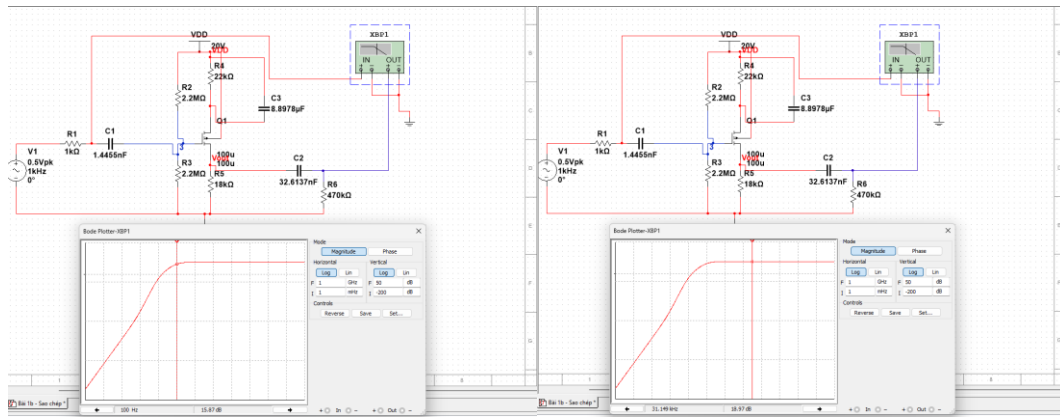 VDD
20V
VDD
R4
22kΩ
R2
2.2MΩ
C3
8.8978µF
Q1
R1
1kΩ
C1
1.4455nF
V1
0.5Vpk
1kHz
0°
R3
2.2MΩ
100u
100u
R5
18kΩ
C2
32.6137nF
R6
470kΩ
XBP1
IN OUT
Bode Plotter-XBP1
Mode
Magnitude Phase
Horizontal Vertical
Log Lin Log Lin
F 1 GHz F 50 dB
I 1 mHz I -200 dB
Controls
Reverse Save Set...
100 Hz 15.87 dB
+ In - + Out -
Bài 1b - Sao chép *
VDD
20V
VDD
R4
22kΩ
R2
2.2MΩ
C3
8.8978µF
Q1
R1
1kΩ
C1
1.4455nF
V1
0.5Vpk
1kHz
0°
R3
2.2MΩ
100u
100u
R5
18kΩ
C2
32.6137nF
R6
470kΩ
XBP1
IN OUT
Bode Plotter-XBP1
Mode
Magnitude Phase
Horizontal Vertical
Log Lin Log Lin
F 1 GHz F 50 dB
I 1 mHz I -200 dB
Controls
Reverse Save Set...
31.149 kHz 18.97 dB
+ In - + Out -
Bài 1b - Sao chép *